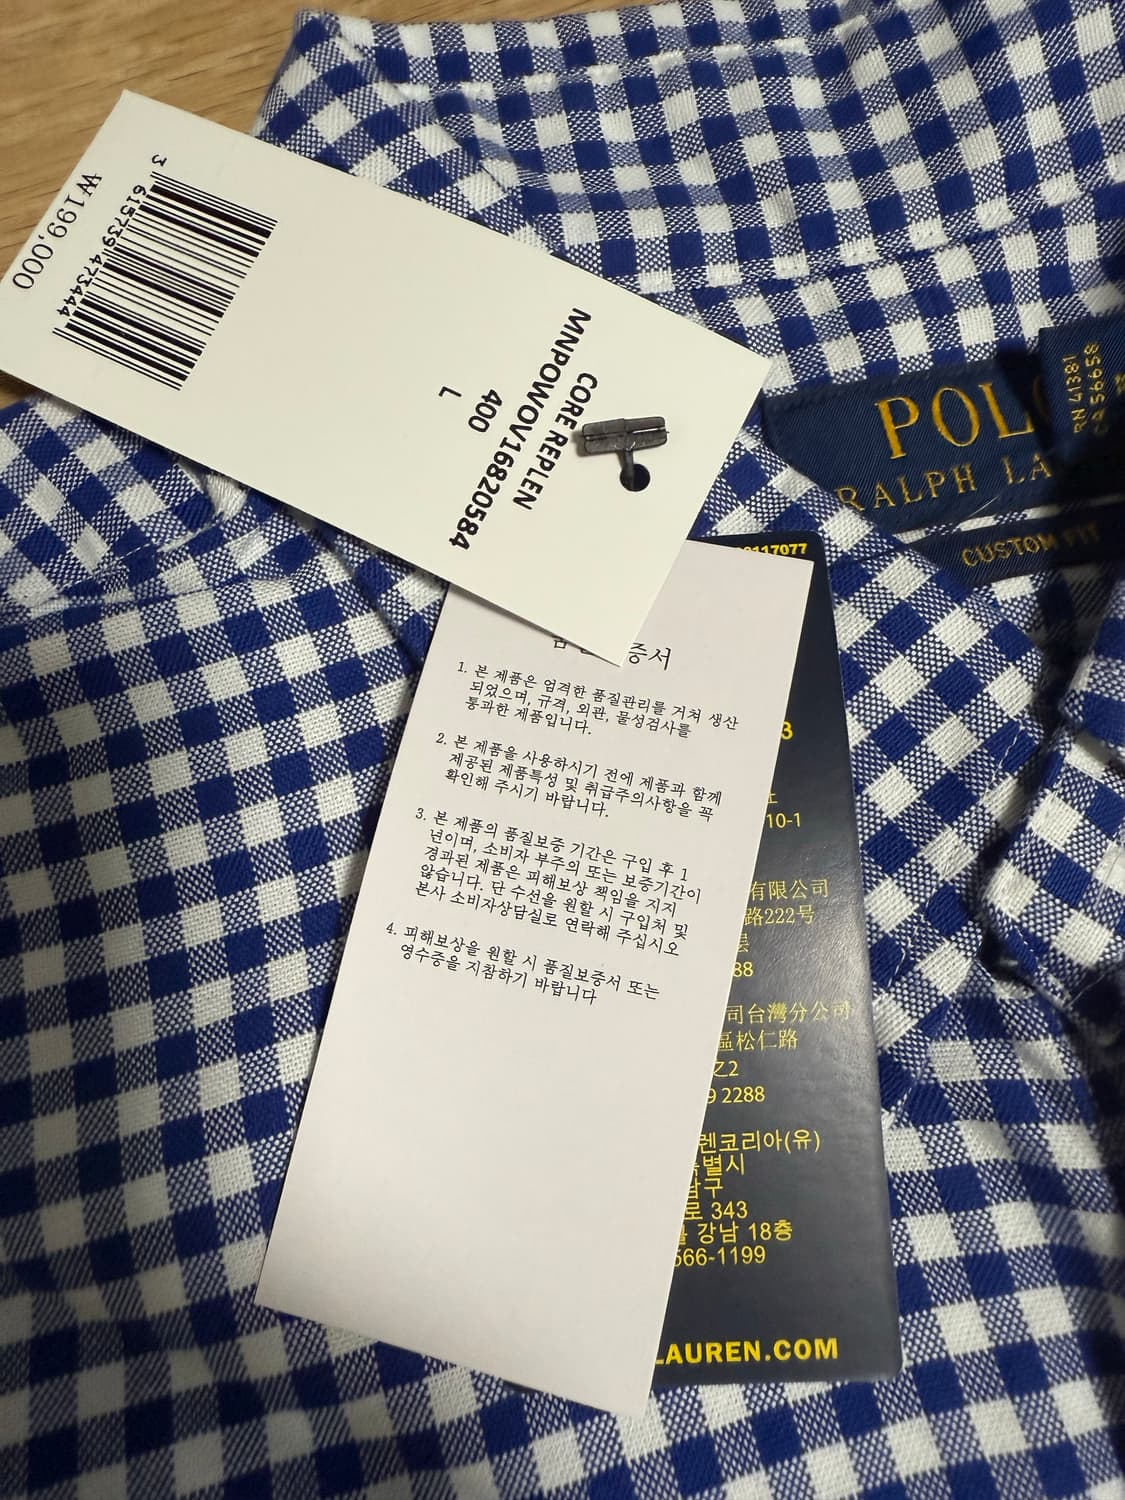 ₩199,000
3 615739 473444
CORE REPLEN
MNPOWOV16820584
400
L
POLO
RALPH LA
CUSTOM FIT
RN 41381
CA 56658
117077
증서
1. 본 제품은 엄격한 품질관리를 거쳐 생산
되었으며, 규격, 외관, 물성검사를
통과한 제품입니다.
2. 본 제품을 사용하시기 전에 제품과 함께
제공된 제품특성 및 취급주의사항을 꼭
확인해 주시기 바랍니다.
3. 본 제품의 품질보증 기간은 구입 후 1
년이며, 소비자 부주의 또는 보증기간이
경과된 제품은 피해보상 책임을 지지
않습니다. 단 수선을 원할 시 구입처 및
본사 소비자상담실로 연락해 주십시오
4. 피해보상을 원할 시 품질보증서 또는
영수증을 지참하기 바랍니다
3
10-1
有限公司
路222号
层
88
司台灣分公司
區松仁路
之2
9 2288
렌코리아(유)
별시
남구
로 343
강남 18층
566-1199
LAUREN.COM